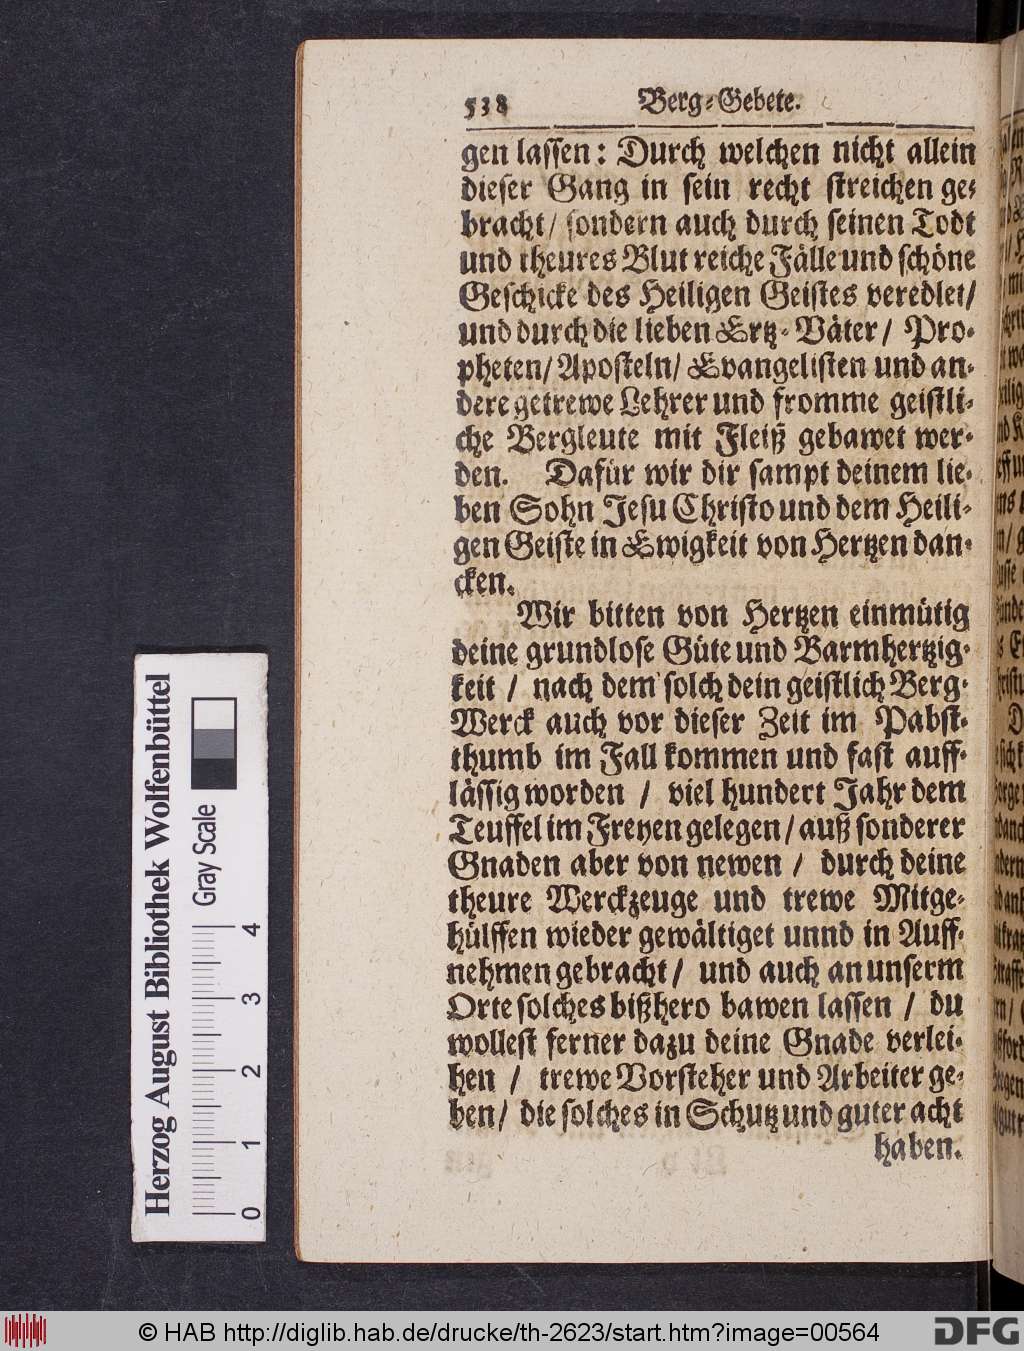 538 Berg-Gebete.
gen lassen: Durch welchen nicht allein
dieser Gang in sein recht streichen ge-
bracht/ sondern auch durch seinen Todt
und theures Blut reiche Fälle und schöne
Geschicke des Heiligen Geistes veredlet/
und durch die lieben Ertz-Väter/ Pro-
pheten/ Aposteln/ Evangelisten und an-
dere getrewe Lehrer und fromme geistli-
che Bergleute mit Fleiß gebawet wer-
den. Dafür wir dir sampt deinem lie-
ben Sohn Jesu Christo und dem Heili-
gen Geiste in Ewigkeit von Hertzen dan-
cken.
Wir bitten von Hertzen einmütig
deine grundlose Güte und Barmhertzig-
keit / nach dem solch dein geistlich Berg-
Werck auch vor dieser Zeit im Pabst-
thumb im Fall kommen und fast auff-
lässig worden / viel hundert Jahr dem
Teuffel im Freyen gelegen / auß sonderer
Gnaden aber von newen / durch deine
theure Werckzeuge und trewe Mitge-
hülffen wieder gewältiget unnd in Auff-
nehmen gebracht / und auch an unserm
Orte solches bißhero bawen lassen / du
wollest ferner dazu deine Gnade verlei-
hen / trewe Vorsteher und Arbeiter ge-
ben/ die solches in Schutz und guter acht
haben.
Herzog August Bibliothek Wolfenbüttel
Gray Scale
0 1 2 3 4
© HAB http://diglib.hab.de/drucke/th-2623/start.htm?image=00564
DFG